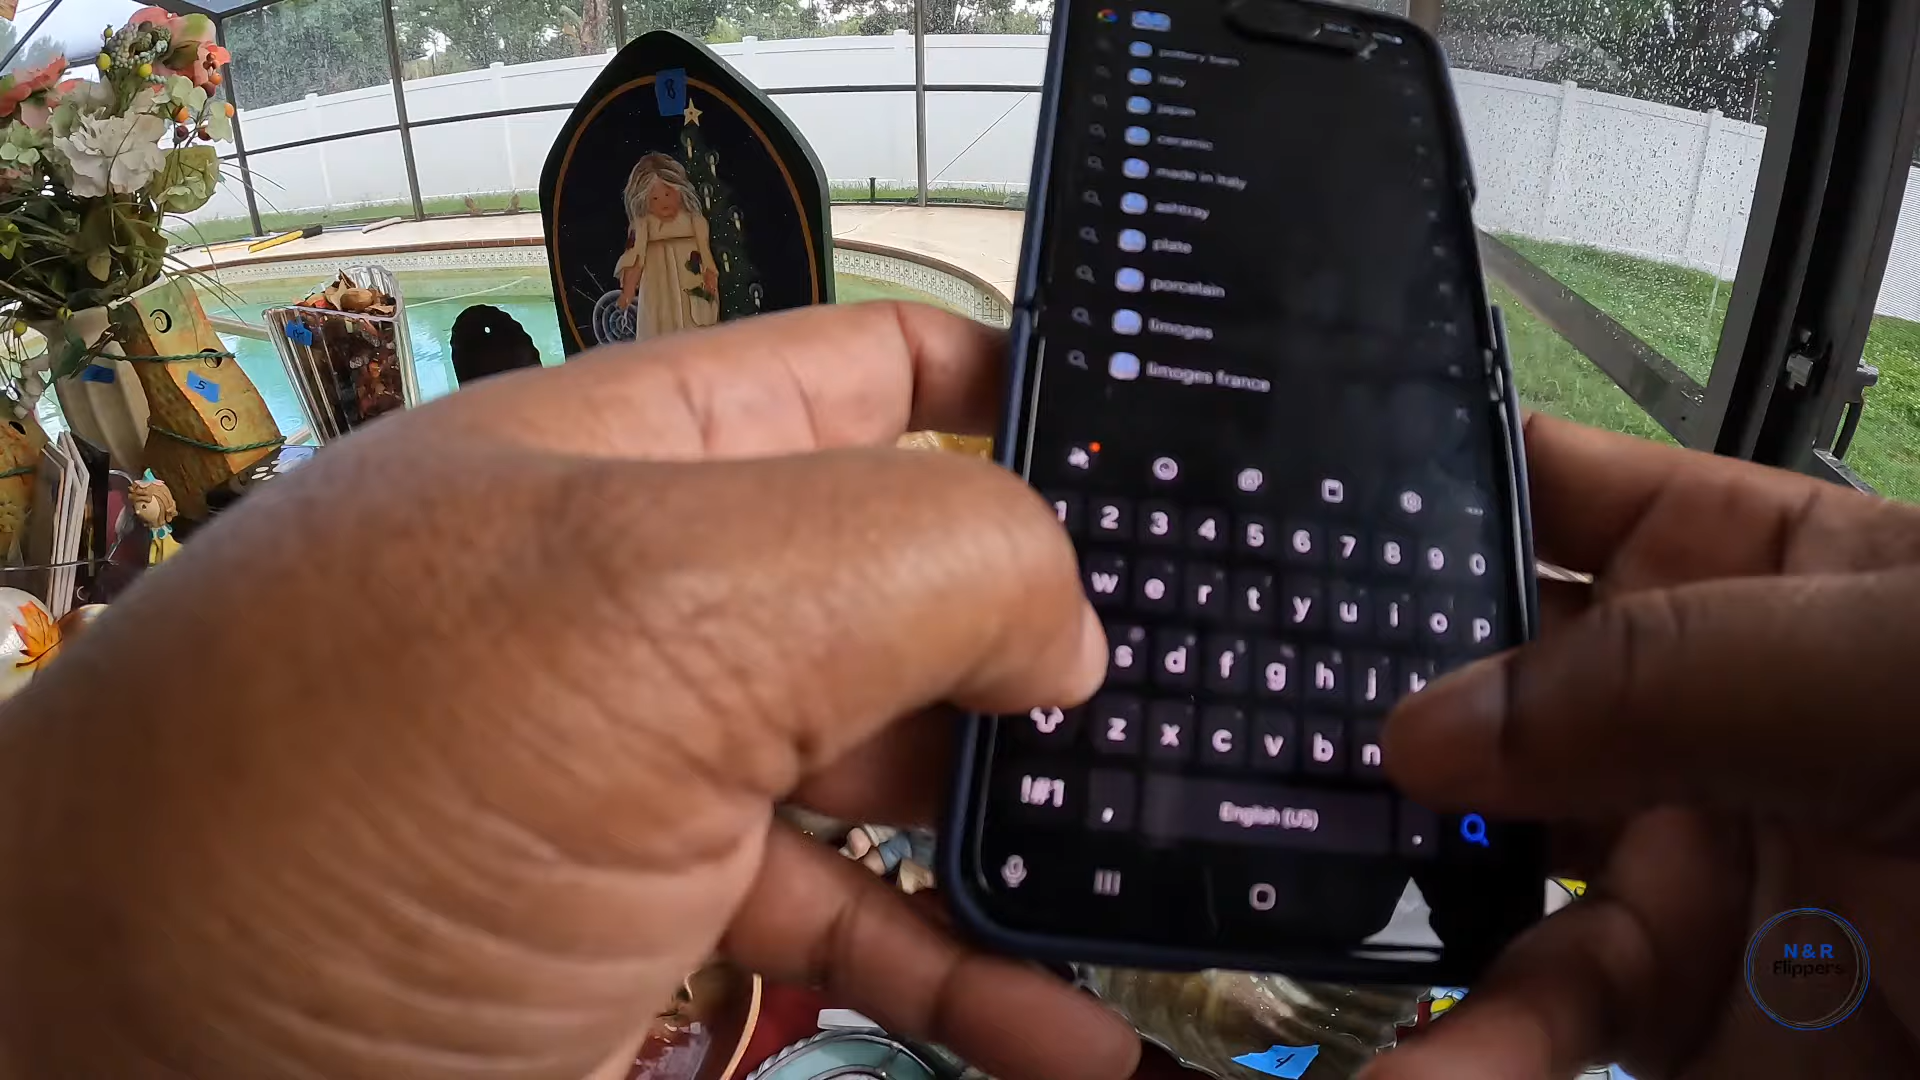 8
pottery barn
italy
japan
ceramic
made in italy
ashtray
plate
porcelain
limoges
limoges france
5
1 2 3 4 5 6 7 8 9 0
w e r t y u i o p
s d f g h j k
z x c v b n
!#1 , English (US) .
N & R
Flippers
4